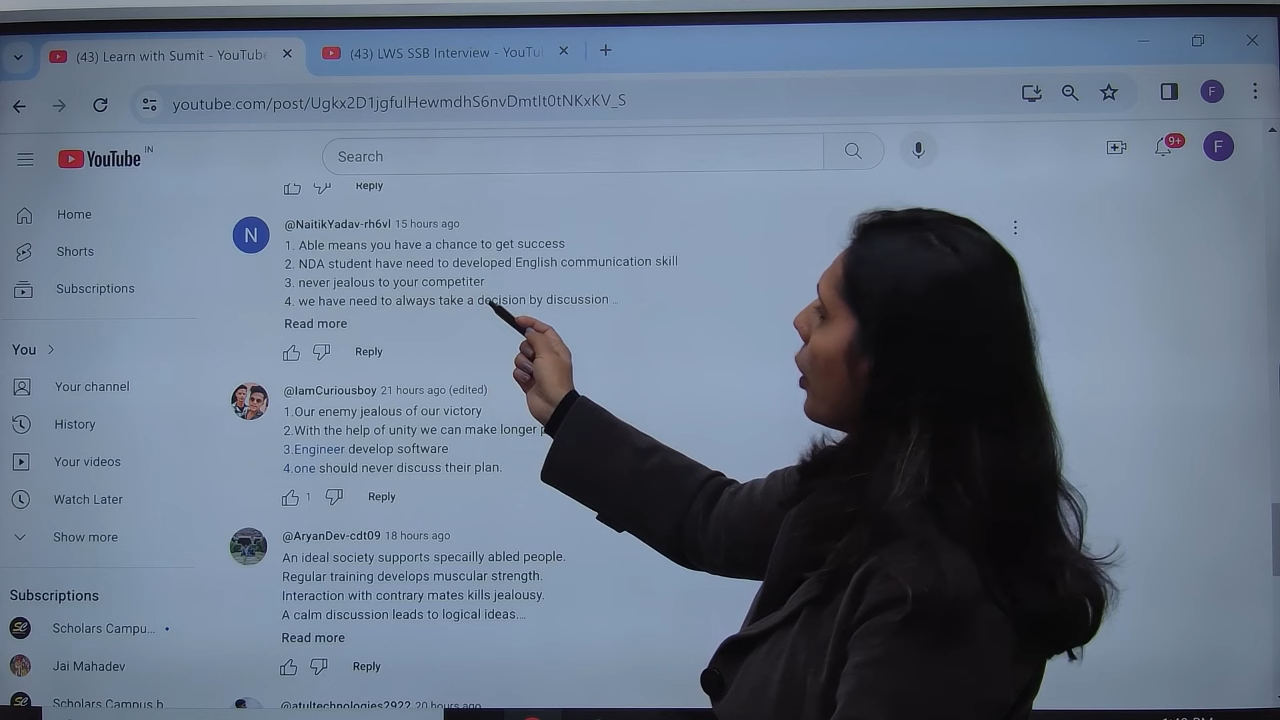 (43) Learn with Sumit - YouTube
(43) LWS SSB Interview - YouTu
youtube.com/post/Ugkx2D1jgfulHewmdhS6nvDmtIt0tNKxKV_S
F
YouTube
IN
Search
9+
F
Home
Shorts
Subscriptions
You
Your channel
History
Your videos
Watch Later
Show more
Subscriptions
Scholars Campu...
Jai Mahadev
Scholars Campus b
Reply
N
@NaitikYadav-rh6vl 15 hours ago
1. Able means you have a chance to get success
2. NDA student have need to developed English communication skill
3. never jealous to your competiter
4. we have need to always take a decision by discussion ..
Read more
Reply
@IamCuriousboy 21 hours ago (edited)
1.Our enemy jealous of our victory
2.With the help of unity we can make longer
3.Engineer develop software
4.one should never discuss their plan.
1
Reply
@AryanDev-cdt09 18 hours ago
An ideal society supports specailly abled people.
Regular training develops muscular strength.
Interaction with contrary mates kills jealousy.
A calm discussion leads to logical ideas....
Read more
Reply
@atultechnologies2922 20 hours ago